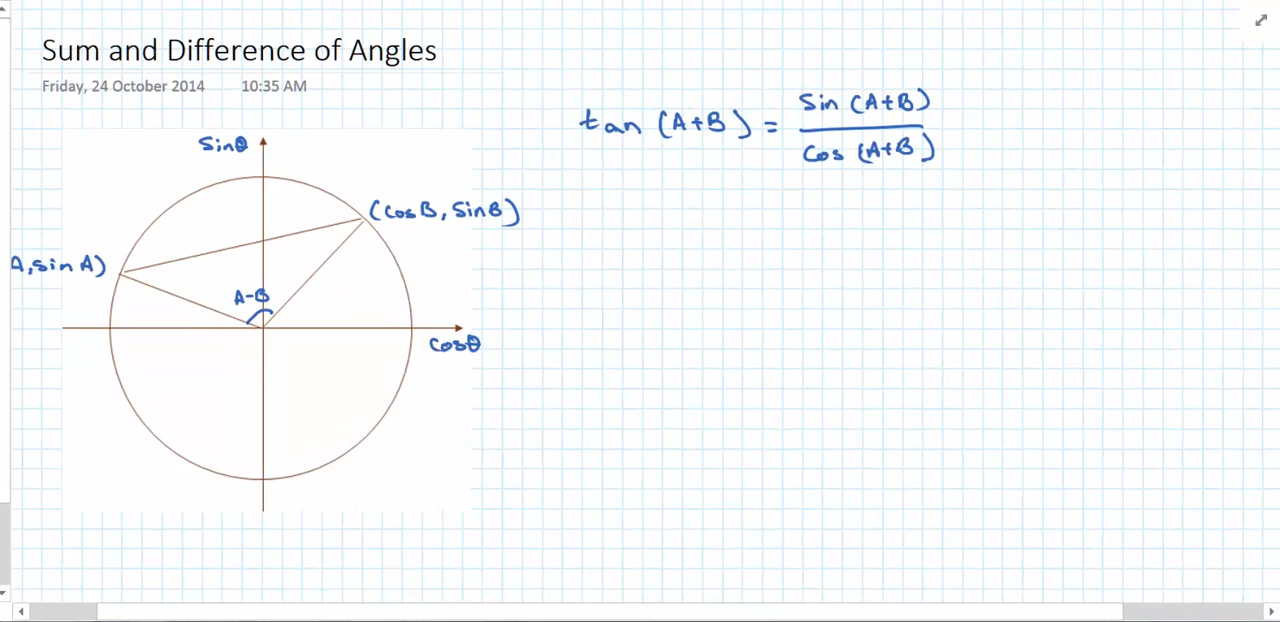 Sum and Difference of Angles
Friday, 24 October 2014 10:35 AM
Sinθ
(cosB, SinB)
A, sin A)
A-B
Cosθ
tan (A+B) = Sin (A+B)
Cos (A+B)